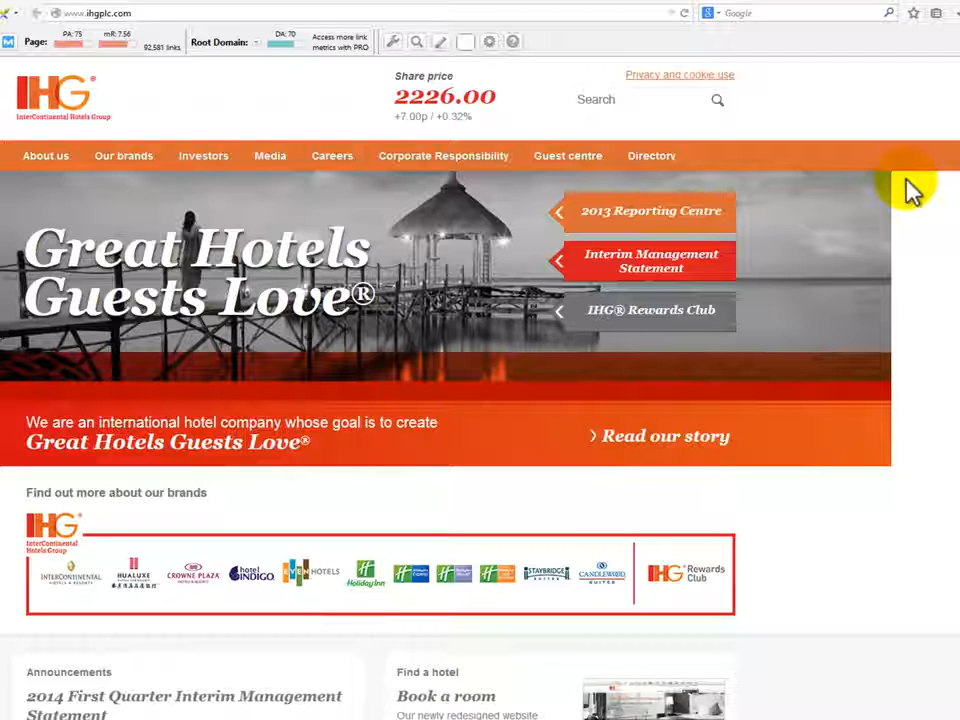 www.ihgplc.com
Google
Page:
PA: 75
mR: 7.56
92,581 links
Root Domain:
DA: 70
Access more link
metrics with PRO
IHG®
InterContinental Hotels Group
Share price
2226.00
+7.00p / +0.32%
Privacy and cookie use
Search
About us
Our brands
Investors
Media
Careers
Corporate Responsibility
Guest centre
Directory
Great Hotels
Guests Love®
2013 Reporting Centre
Interim Management
Statement
IHG® Rewards Club
We are an international hotel company whose goal is to create
Great Hotels Guests Love®
Read our story
Find out more about our brands
IHG®
InterContinental
Hotels Group
INTERCONTINENTAL
HOTELS & RESORTS
HUALUXE
CROWNE PLAZA
HOTELS & RESORTS
hotel
INDIGO
EVEN HOTELS
Holiday Inn
STAYBRIDGE
SUITES
CANDLEWOOD
SUITES
IHG® Rewards
Club
Announcements
2014 First Quarter Interim Management
Statement
Find a hotel
Book a room
Our newly redesigned website